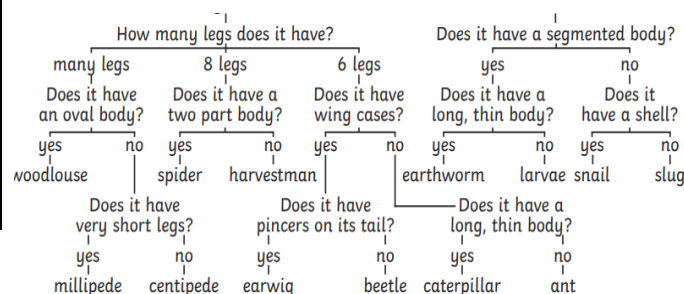 How many legs does it have? Does it have a segmented body?
many legs 8 legs 6 legs yes no
Does it have Does it have a Does it have Does it have a Does it
an oval body? two part body? wing cases? long, thin body? have a shell?
yes no yes no yes no yes no yes no
woodlouse spider harvestman earthworm larvae snail slug
Does it have Does it have Does it have a
very short legs? pincers on its tail? long, thin body?
yes no yes no yes no
millipede centipede earwig beetle caterpillar ant